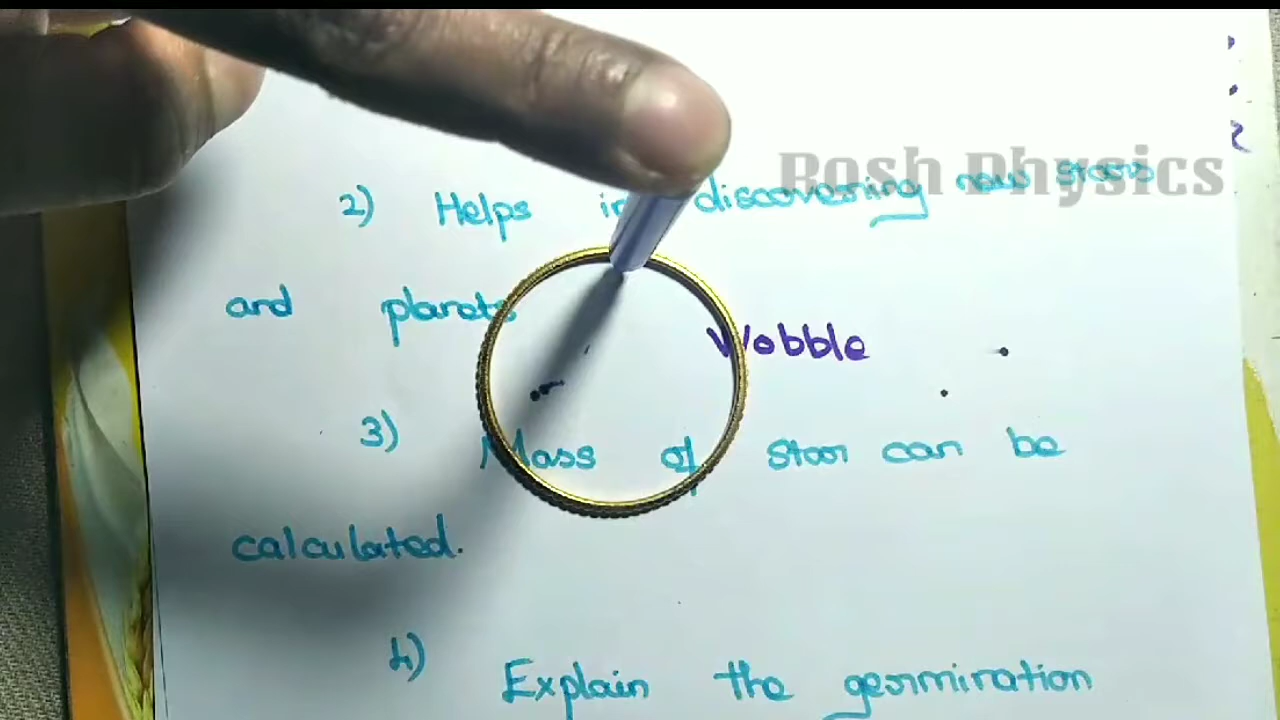 Rosh Physics
2) Helps in discovering new stars
and planets
Wobble
3) Mass of star can be
calculated.
4) Explain the germination